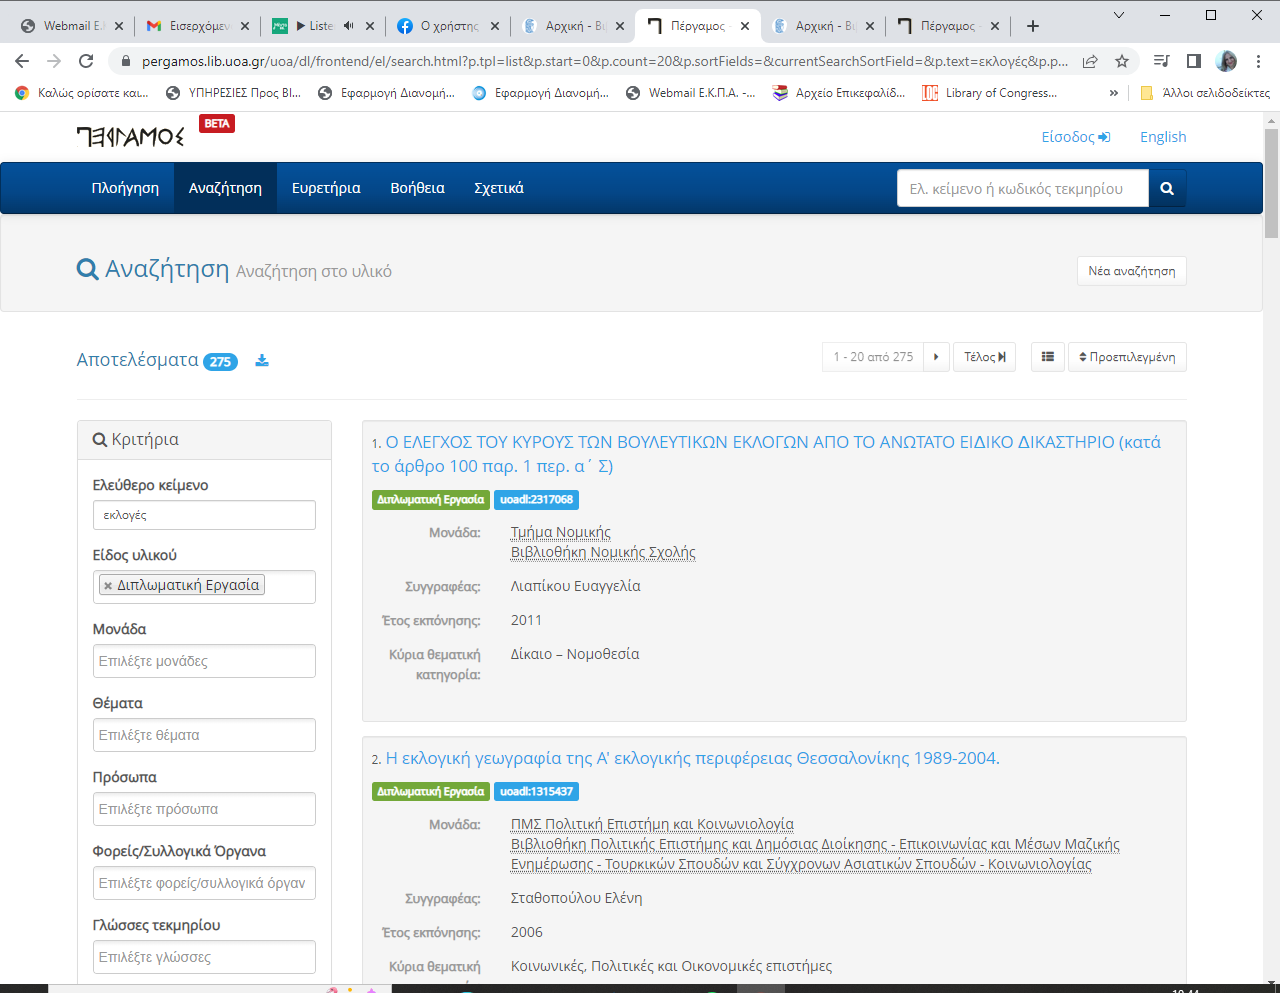 Webmail Ε.Κ
Εισερχόμεν
Liste
Ο χρήστης
Αρχική - Βι
Πέργαμος -
Αρχική - Βι
Πέργαμος -
pergamos.lib.uoa.gr/uoa/dl/frontend/el/search.html?p.tpl=list&p.start=0&p.count=20&p.sortFields=&currentSearchSortField=&p.text=εκλογές&p.p...
Καλώς ορίσατε και...
ΥΠΗΡΕΣΙΕΣ Προς ΒΙ...
Εφαρμογή Διανομή...
Εφαρμογή Διανομή...
Webmail Ε.Κ.Π.Α. -...
Αρχείο Επικεφαλίδ...
Library of Congress...
»
Άλλοι σελιδοδείκτες
ΠΕΡΓΑΜΟΣ BETA
Είσοδος
English
Πλοήγηση Αναζήτηση Ευρετήρια Βοήθεια Σχετικά
Ελ. κείμενο ή κωδικός τεκμηρίου
Αναζήτηση Αναζήτηση στο υλικό
Νέα αναζήτηση
Αποτελέσματα 275
1 - 20 από 275
Τέλος
Προεπιλεγμένη
Κριτήρια
Ελεύθερο κείμενο
εκλογές
Είδος υλικού
× Διπλωματική Εργασία
Μονάδα
Επιλέξτε μονάδες
Θέματα
Επιλέξτε θέματα
Πρόσωπα
Επιλέξτε πρόσωπα
Φορείς/Συλλογικά Όργανα
Επιλέξτε φορείς/συλλογικά όργαν
Γλώσσες τεκμηρίου
Επιλέξτε γλώσσες
1. Ο ΕΛΕΓΧΟΣ ΤΟΥ ΚΥΡΟΥΣ ΤΩΝ ΒΟΥΛΕΥΤΙΚΩΝ ΕΚΛΟΓΩΝ ΑΠΟ ΤΟ ΑΝΩΤΑΤΟ ΕΙΔΙΚΟ ΔΙΚΑΣΤΗΡΙΟ (κατά
το άρθρο 100 παρ. 1 περ. α΄ Σ)
Διπλωματική Εργασία uoadl:2317068
Μονάδα: Τμήμα Νομικής
Βιβλιοθήκη Νομικής Σχολής
Συγγραφέας: Λιαπίκου Ευαγγελία
Έτος εκπόνησης: 2011
Κύρια θεματική Δίκαιο – Νομοθεσία
κατηγορία:
2. Η εκλογική γεωγραφία της Α' εκλογικής περιφέρειας Θεσσαλονίκης 1989-2004.
Διπλωματική Εργασία uoadl:1315437
Μονάδα: ΠΜΣ Πολιτική Επιστήμη και Κοινωνιολογία
Βιβλιοθήκη Πολιτικής Επιστήμης και Δημόσιας Διοίκησης - Επικοινωνίας και Μέσων Μαζικής
Ενημέρωσης - Τουρκικών Σπουδών και Σύγχρονων Ασιατικών Σπουδών - Κοινωνιολογίας
Συγγραφέας: Σταθοπούλου Ελένη
Έτος εκπόνησης: 2006
Κύρια θεματική Κοινωνικές, Πολιτικές και Οικονομικές επιστήμες